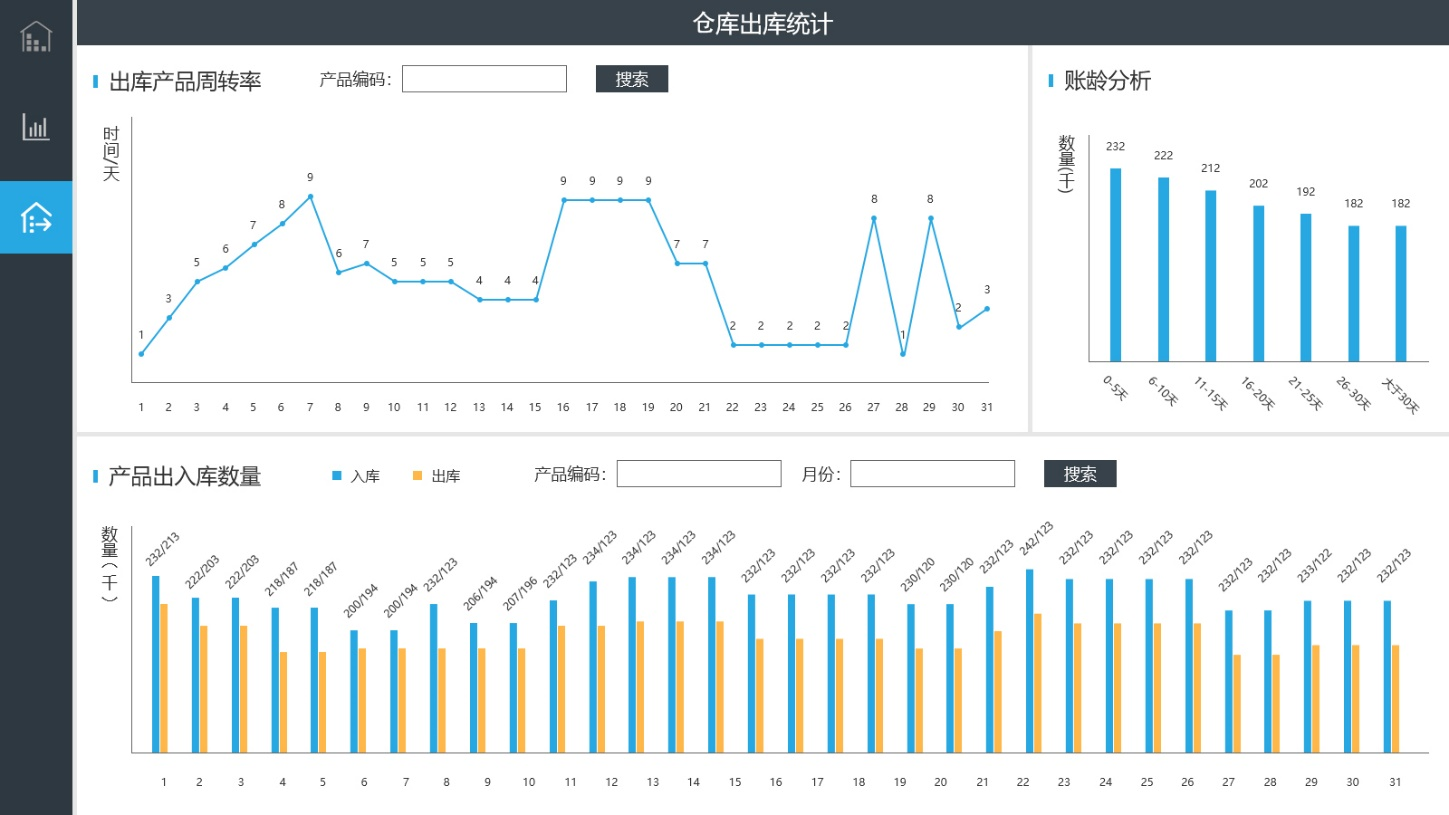 仓库出库统计
出库产品周转率
产品编码：
搜索
时间/天
1 3 5 6 7 8 9 6 7 5 5 5 4 4 4 9 9 9 9 7 7 2 2 2 2 2 8 1 8 2 3
1 2 3 4 5 6 7 8 9 10 11 12 13 14 15 16 17 18 19 20 21 22 23 24 25 26 27 28 29 30 31
账龄分析
数量(千)
232 222 212 202 192 182 182
0-5天 6-10天 11-15天 16-20天 21-25天 26-30天 大于30天
产品出入库数量
入库 出库
产品编码：
月份：
搜索
数量（千）
232/213 222/203 222/203 218/187 218/187 200/194 200/194 232/123 206/194 207/196 232/123 234/123 234/123 234/123 234/123 232/123 232/123 232/123 232/123 230/120 230/120 232/123 242/123 232/123 232/123 232/123 232/123 232/123 232/123 233/122 232/123 232/123
1 2 3 4 5 6 7 8 9 10 11 12 13 14 15 16 17 18 19 20 21 22 23 24 25 26 27 28 29 30 31